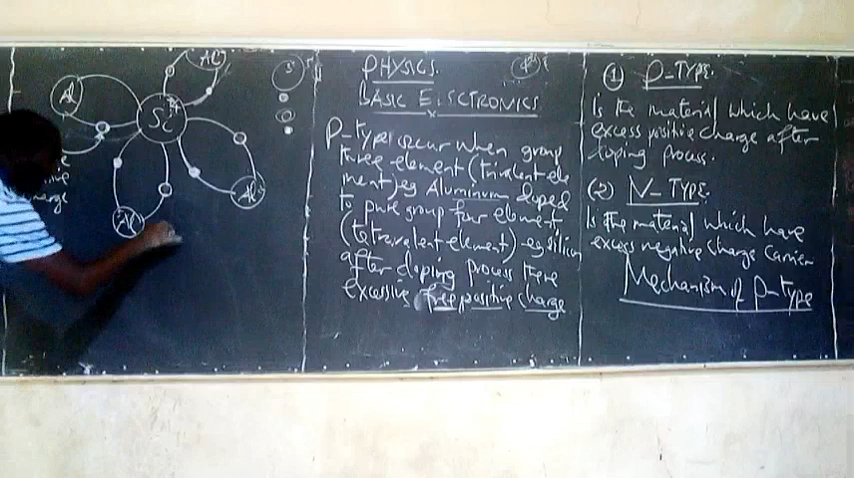 Al
Al
Si
Al
Al
PHYSICS.
BASIC ELECTRONICS
P-type occur when group
three element (trivalent ele
ment) eg Aluminum doped
to pure group four element
(tetravalent element) eg silicon
after doping process there
excessive free positive charge
(1) P-TYPE.
Is the material which have
excess positive charge after
doping process.
(2) N-TYPE.
Is the material which have
excess negative charge carrier
Mechanism of p-type